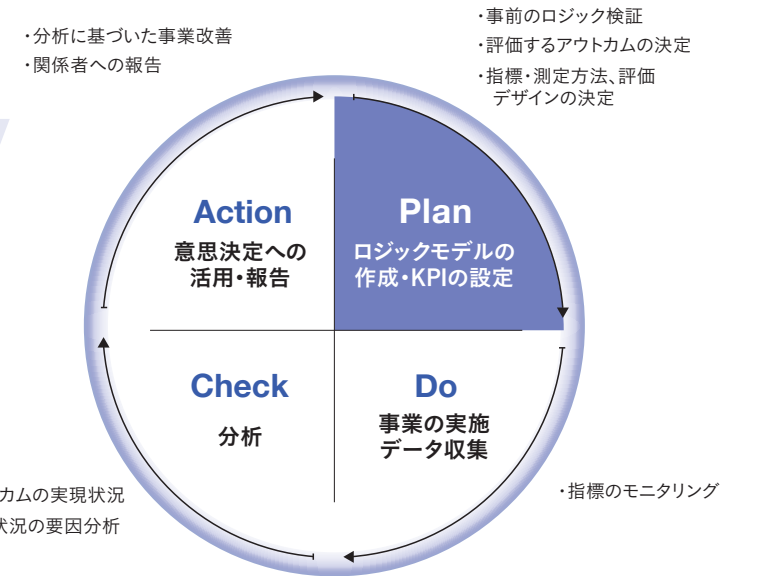 ・分析に基づいた事業改善
・関係者への報告
・事前のロジック検証
・評価するアウトカムの決定
・指標・測定方法、評価
デザインの決定
Action
意思決定への
活用・報告
Plan
ロジックモデルの
作成・KPIの設定
Check
分析
Do
事業の実施
データ収集
カムの実現状況
状況の要因分析
・指標のモニタリング